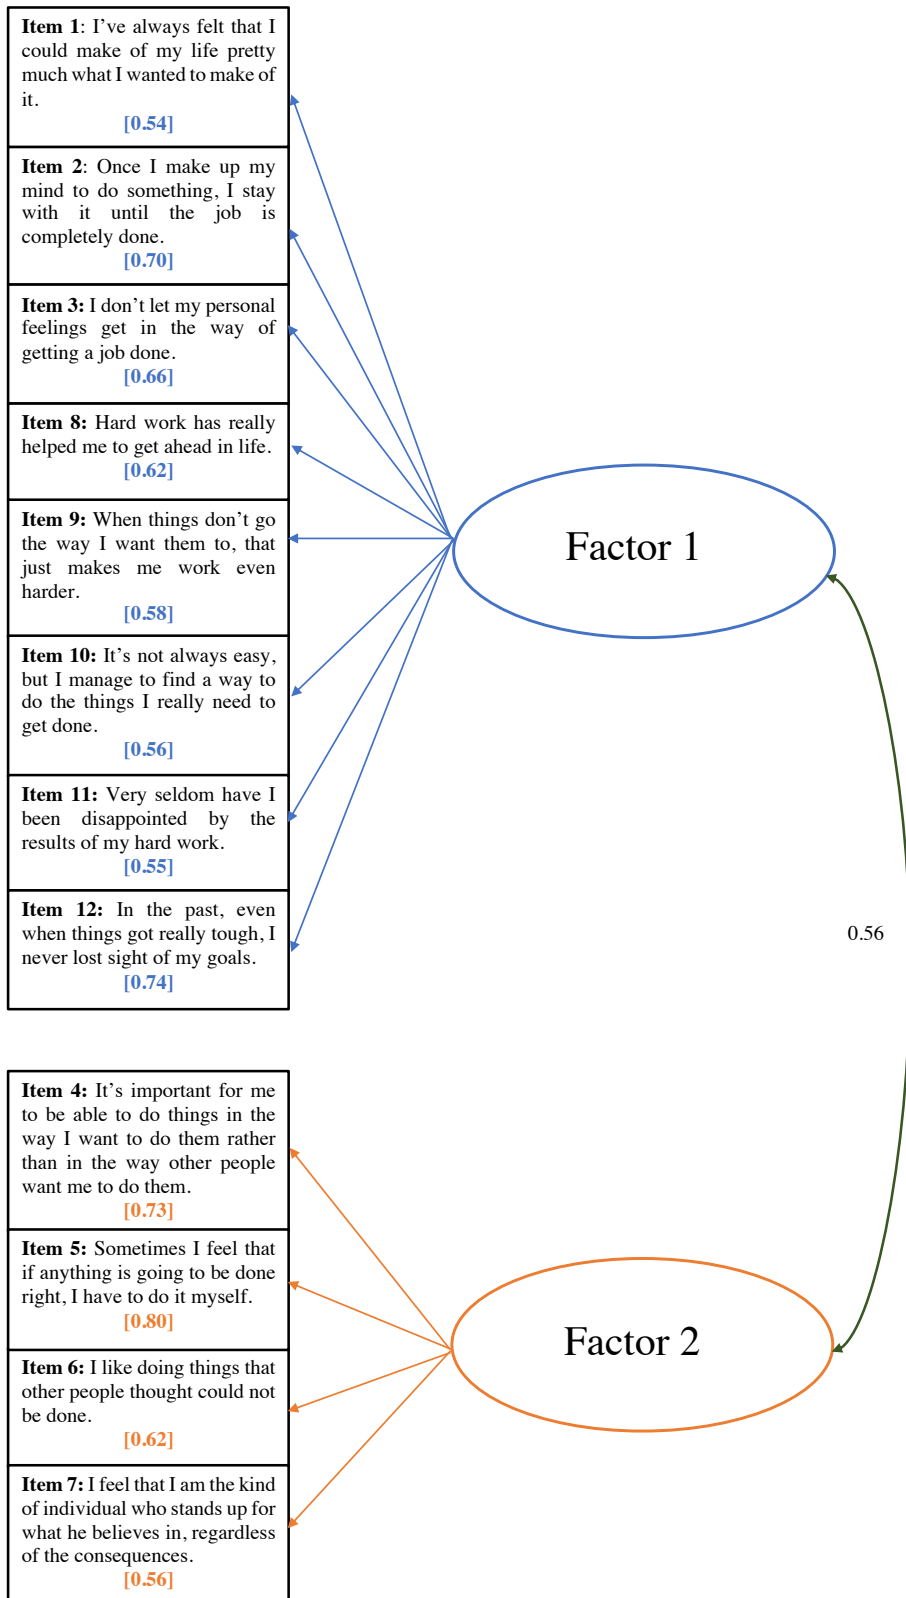 Item 1: I’ve always felt that I
could make of my life pretty
much what I wanted to make of
it.
[0.54]
Item 2: Once I make up my
mind to do something, I stay
with it until the job is
completely done.
[0.70]
Item 3: I don’t let my personal
feelings get in the way of
getting a job done.
[0.66]
Item 8: Hard work has really
helped me to get ahead in life.
[0.62]
Item 9: When things don’t go
the way I want them to, that
just makes me work even
harder.
[0.58]
Item 10: It’s not always easy,
but I manage to find a way to
do the things I really need to
get done.
[0.56]
Item 11: Very seldom have I
been disappointed by the
results of my hard work.
[0.55]
Item 12: In the past, even
when things got really tough, I
never lost sight of my goals.
[0.74]
Factor 1
0.56
Item 4: It’s important for me
to be able to do things in the
way I want to do them rather
than in the way other people
want me to do them.
[0.73]
Item 5: Sometimes I feel that
if anything is going to be done
right, I have to do it myself.
[0.80]
Item 6: I like doing things that
other people thought could not
be done.
[0.62]
Item 7: I feel that I am the kind
of individual who stands up for
what he believes in, regardless
of the consequences.
[0.56]
Factor 2